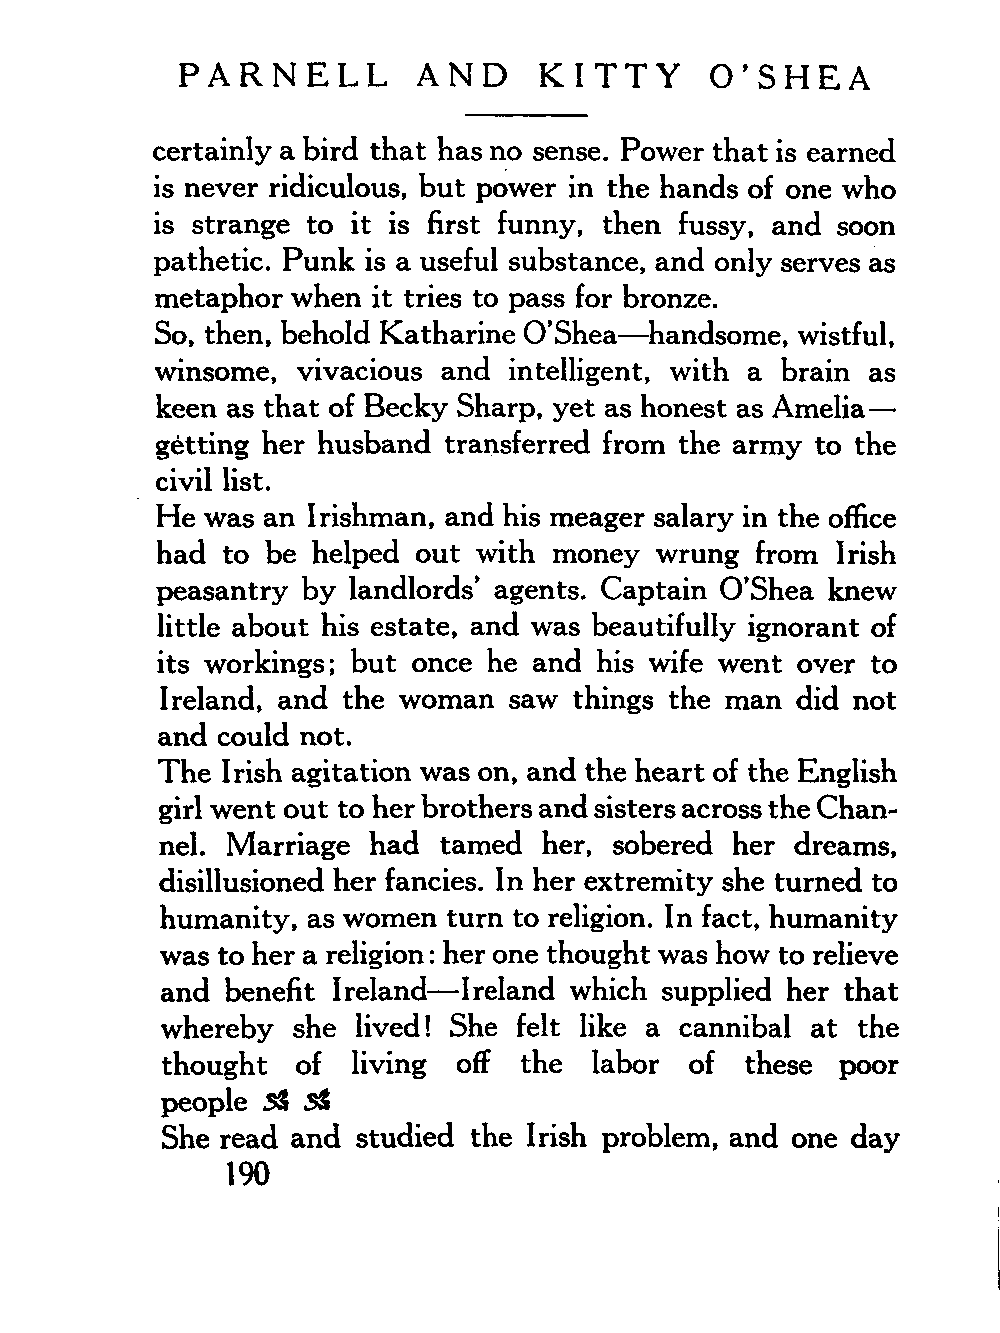 PARNELL AND KITTY O'SHEA
certainly a bird that has no sense. Power that is earned
is never ridiculous, but power in the hands of one who
is strange to it is first funny, then fussy, and soon
pathetic. Punk is a useful substance, and only serves as
metaphor when it tries to pass for bronze.
So, then, behold Katharine O'Shea—handsome, wistful,
winsome, vivacious and intelligent, with a brain as
keen as that of Becky Sharp, yet as honest as Amelia—
getting her husband transferred from the army to the
civil list.
He was an Irishman, and his meager salary in the office
had to be helped out with money wrung from Irish
peasantry by landlords' agents. Captain O'Shea knew
little about his estate, and was beautifully ignorant of
its workings; but once he and his wife went over to
Ireland, and the woman saw things the man did not
and could not.
The Irish agitation was on, and the heart of the English
girl went out to her brothers and sisters across the Chan-
nel. Marriage had tamed her, sobered her dreams,
disillusioned her fancies. In her extremity she turned to
humanity, as women turn to religion. In fact, humanity
was to her a religion: her one thought was how to relieve
and benefit Ireland—Ireland which supplied her that
whereby she lived! She felt like a cannibal at the
thought of living off the labor of these poor
people
She read and studied the Irish problem, and one day
190